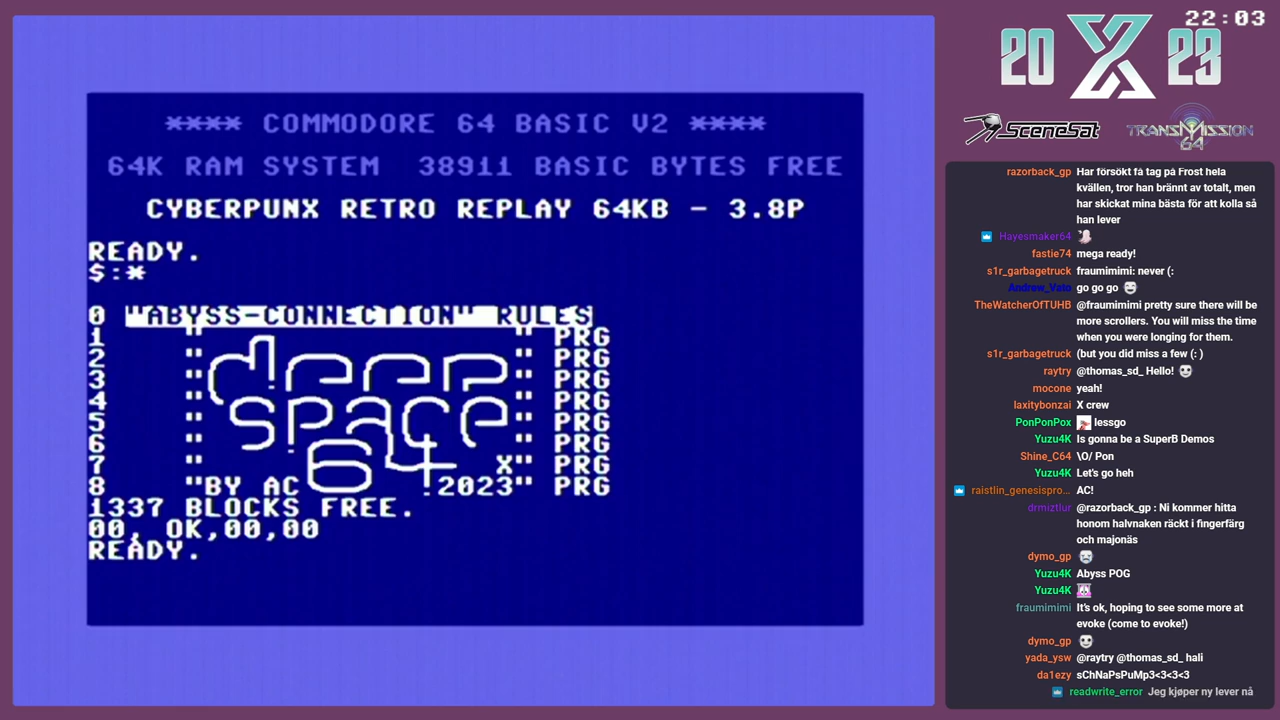 **** COMMODORE 64 BASIC V2 ****
64K RAM SYSTEM 38911 BASIC BYTES FREE
CYBERPUNX RETRO REPLAY 64KB - 3.8P
READY.
$:*
0 "ABYSS-CONNECTION" RULES
1 " " PRG
2 " " PRG
3 " deep " PRG
4 " " PRG
5 " space " PRG
6 " " PRG
7 " 64 x" PRG
8 "BY AC !2023" PRG
1337 BLOCKS FREE.
00, OK,00,00
READY.
22:03
20 X 23
SCENESAT
TRANSMISSION
64
razorback_gp Har försökt få tag på Frost hela
kvällen, tror han bränt av totalt, men
har skickat mina bästa för att kolla så
han lever
Hayesmaker64
fastie74 mega ready!
s1r_garbagetruck fraumimimi: never (:
Andrew_Vato go go go
TheWatcherOfTUHB @fraumimimi pretty sure there will be
more scrollers. You will miss the time
when you were longing for them.
s1r_garbagetruck (but you did miss a few (: )
raytry @thomas_sd_ Hello!
mocone yeah!
laxitybonzai X crew
PonPonPox lessgo
Yuzu4K Is gonna be a SuperB Demos
Shine_C64 \O/ Pon
Yuzu4K Let's go heh
raistlin_genesispro... AC!
drmiztlur @razorback_gp : Ni kommer hitta
honom halvnaken räckt i fingerfärg
och majonäs
dymo_gp
Yuzu4K Abyss POG
Yuzu4K
fraumimimi It's ok, hoping to see some more at
evoke (come to evoke!)
dymo_gp
yada_ysw @raytry @thomas_sd_ hali
da1ezy sChNaPsPuMp3<3<3<3
readwrite_error Jeg kjøper ny lever nå